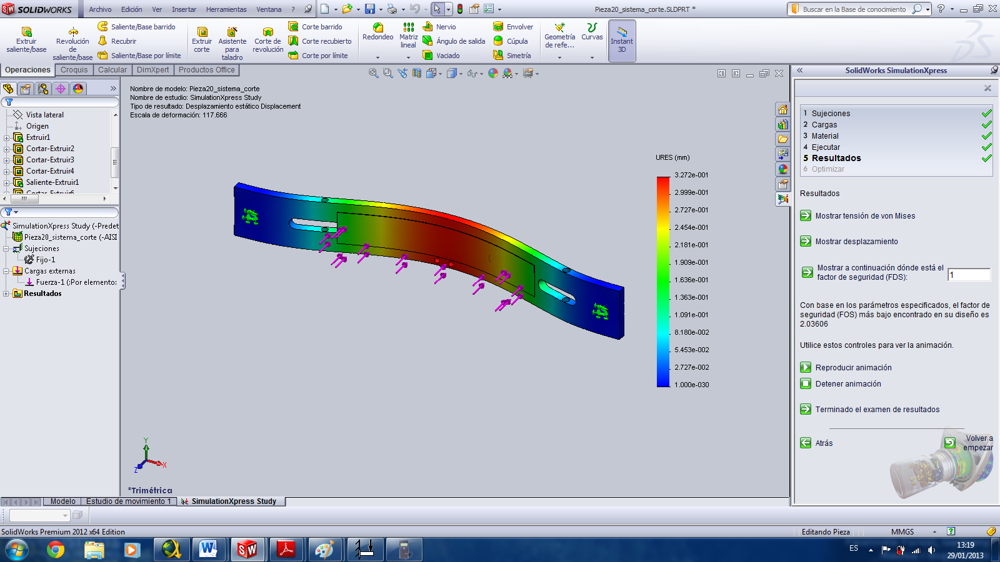 SOLIDWORKS
Archivo Edición Ver Insertar Herramientas Ventana ?
Pieza20_sistema_corte.SLDPRT *
Buscar en la Base de conocimiento
Extruir saliente/base
Revolución de saliente/base
Saliente/Base barrido
Recubrir
Saliente/Base por límite
Extruir corte
Asistente para taladro
Corte de revolución
Corte barrido
Corte recubierto
Corte por límite
Redondeo
Matriz lineal
Nervio
Ángulo de salida
Vaciado
Envolver
Cúpula
Simetría
Geometría de refe...
Curvas
Instant 3D
Operaciones Croquis Calcular DimXpert Productos Office
Vista lateral
Origen
Extruir1
Cortar-Extruir2
Cortar-Extruir3
Cortar-Extruir4
Saliente-Extruir1
Cortar-Extruir6
SimulationXpress Study (-Predet
Pieza20_sistema_corte (-AISI
Sujeciones
Fijo-1
Cargas externas
Fuerza-1 (:Por elemento:
Resultados
Nombre de modelo: Pieza20_sistema_corte
Nombre de estudio: SimulationXpress Study
Tipo de resultado: Desplazamiento estático Displacement
Escala de deformación: 117.666
URES (mm)
3.272e-001
2.999e-001
2.727e-001
2.454e-001
2.181e-001
1.909e-001
1.636e-001
1.363e-001
1.091e-001
8.180e-002
5.453e-002
2.727e-002
1.000e-030
Y
X
Z
*Trimétrica
SolidWorks SimulationXpress
1 Sujeciones
2 Cargas
3 Material
4 Ejecutar
5 Resultados
6 Optimizar
Resultados
Mostrar tensión de von Mises
Mostrar desplazamiento
Mostrar a continuación dónde está el
factor de seguridad (FDS):
1
Con base en los parámetros especificados, el factor de
seguridad (FOS) más bajo encontrado en su diseño es
2.03606
Utilice estos controles para ver la animación.
Reproducir animación
Detener animación
Terminado el examen de resultados
Atrás
Volver a
empezar
Modelo Estudio de movimiento 1 SimulationXpress Study
SolidWorks Premium 2012 x64 Edition
Editando Pieza
MMGS
ES
13:19
29/01/2013